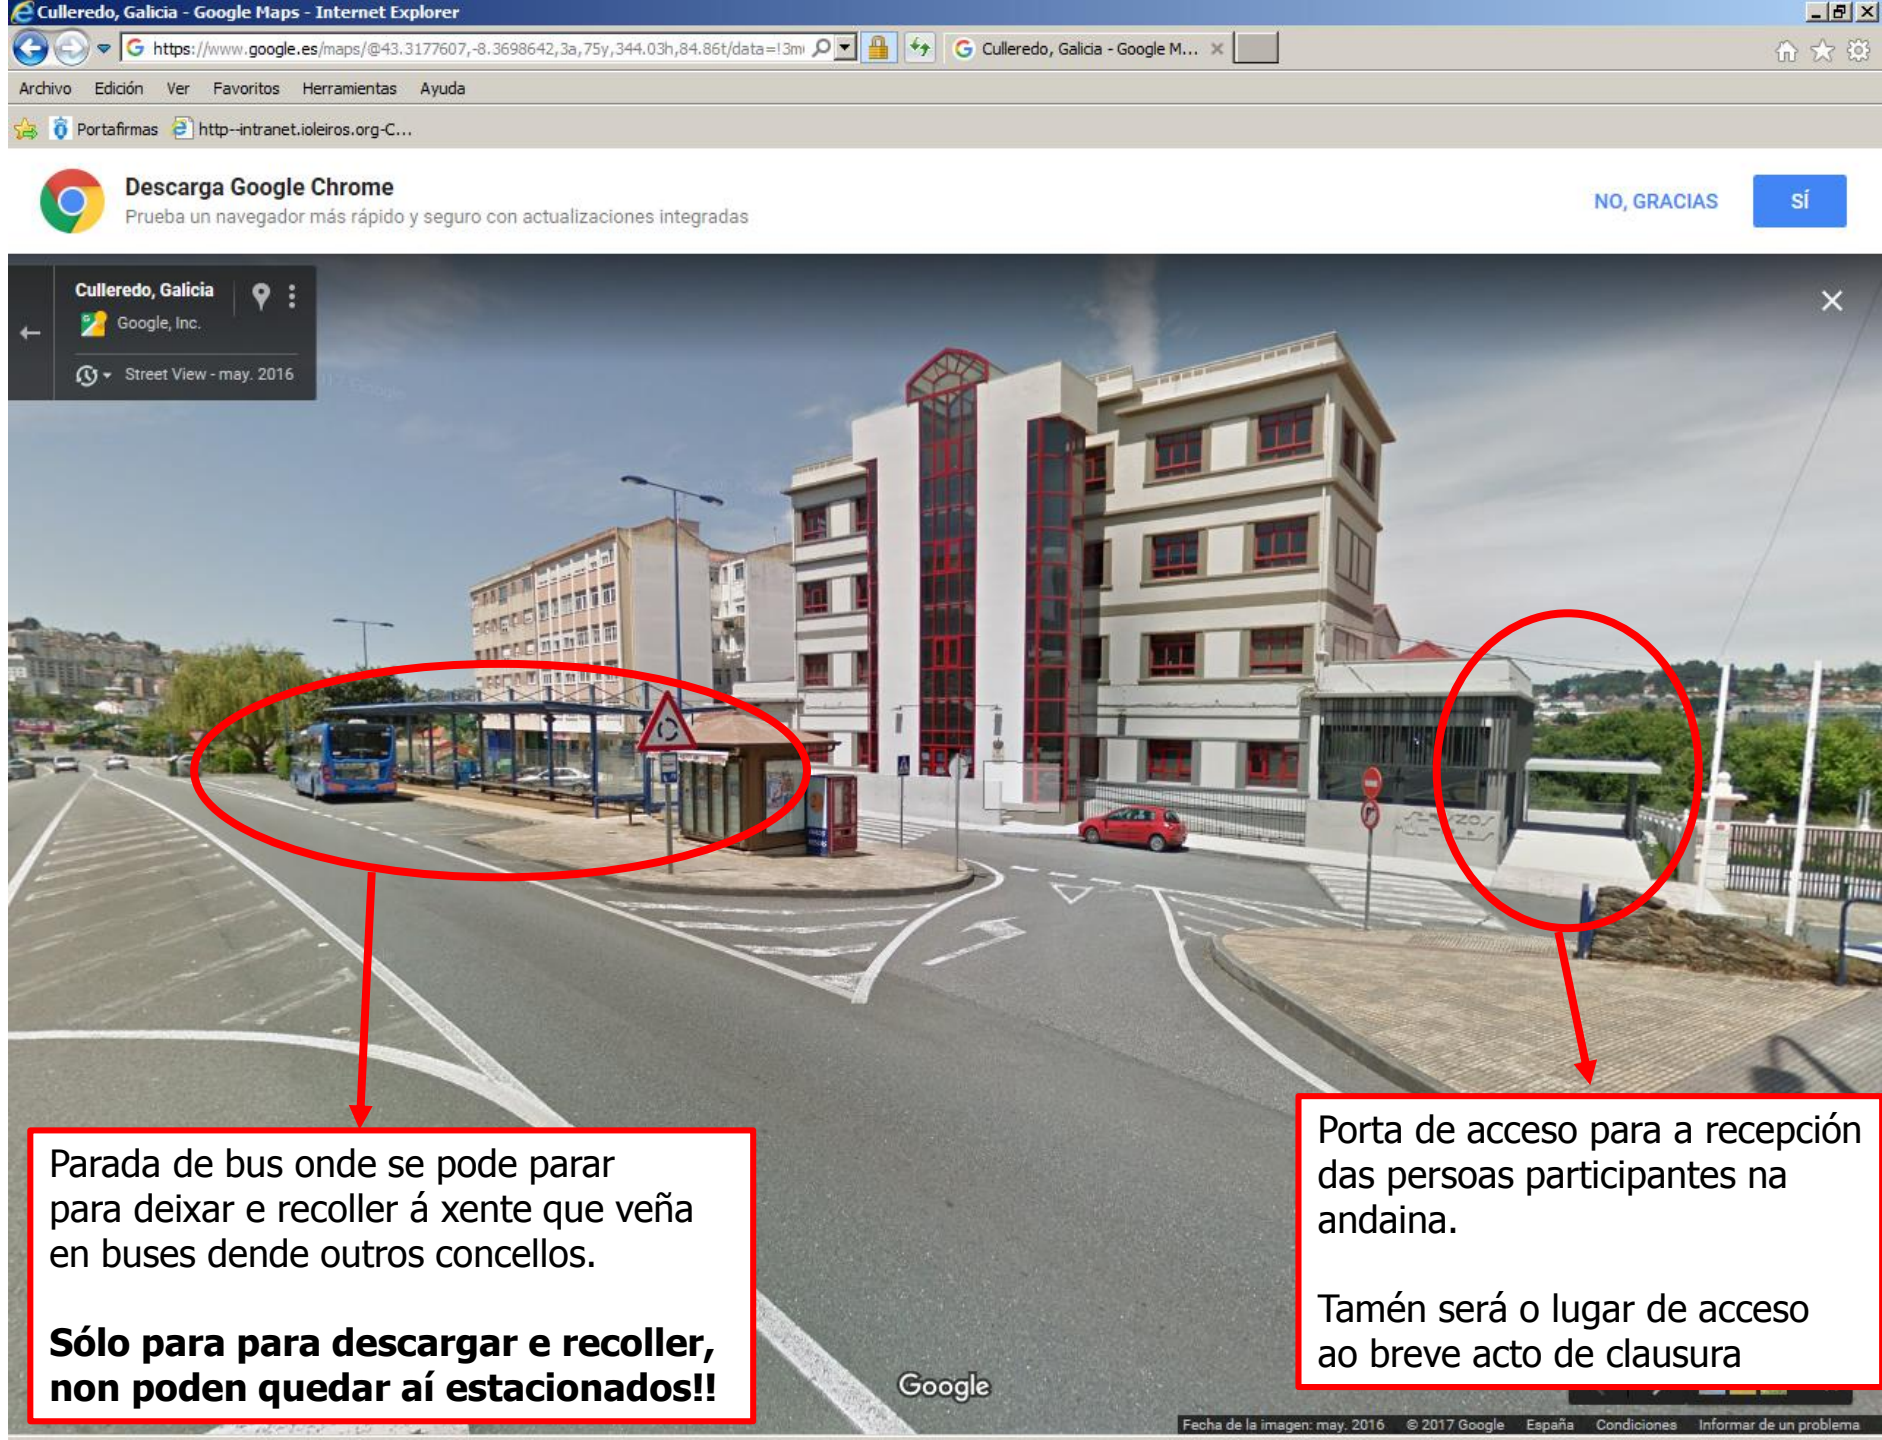 Culleredo, Galicia - Google Maps - Internet Explorer
https://www.google.es/maps/@43.3177607,-8.3698642,3a,75y,344.03h,84.86t/data=!3m
Culleredo, Galicia - Google M...
Archivo Edición Ver Favoritos Herramientas Ayuda
Portafirmas http--intranet.ioleiros.org-C...
Descarga Google Chrome
Prueba un navegador más rápido y seguro con actualizaciones integradas
NO, GRACIAS
SÍ
Culleredo, Galicia
Google, Inc.
Street View - may. 2016
Parada de bus onde se pode parar
para deixar e recoller á xente que veña
en buses dende outros concellos.
Sólo para para descargar e recoller,
non poden quedar aí estacionados!!
Porta de acceso para a recepción
das persoas participantes na
andaina.
Tamén será o lugar de acceso
ao breve acto de clausura
Google
Fecha de la imagen: may. 2016 © 2017 Google España Condiciones Informar de un problema